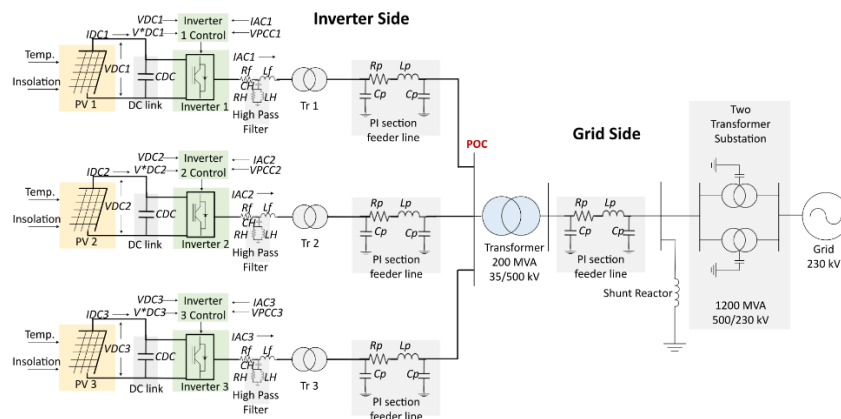 Inverter Side
Grid Side
VDC1
IDC1
V*DC1
Inverter
1 Control
IAC1
VPCC1
Temp.
Insolation
VDC1
CDC
IAC1
Rf
Lf
CH
RH
LH
PV 1
DC link
Inverter 1
High Pass
Filter
Tr 1
Rp
Lp
Cp
Cp
PI section
feeder line
VDC2
IDC2
V*DC2
Inverter
2 Control
IAC2
VPCC2
Temp.
Insolation
VDC2
CDC
IAC2
Rf
Lf
CH
RH
LH
PV 2
DC link
Inverter 2
High Pass
Filter
Tr 2
Rp
Lp
Cp
Cp
PI section
feeder line
VDC3
IDC3
V*DC3
Inverter
3 Control
IAC3
VPCC3
Temp.
Insolation
VDC3
CDC
IAC3
Rf
Lf
CH
RH
LH
PV 3
DC link
Inverter 3
High Pass
Filter
Tr 3
Rp
Lp
Cp
Cp
PI section
feeder line
POC
Transformer
200 MVA
35/500 kV
Rp
Lp
Cp
Cp
PI section
feeder line
Shunt Reactor
Two
Transformer
Substation
1200 MVA
500/230 kV
Grid
230 kV